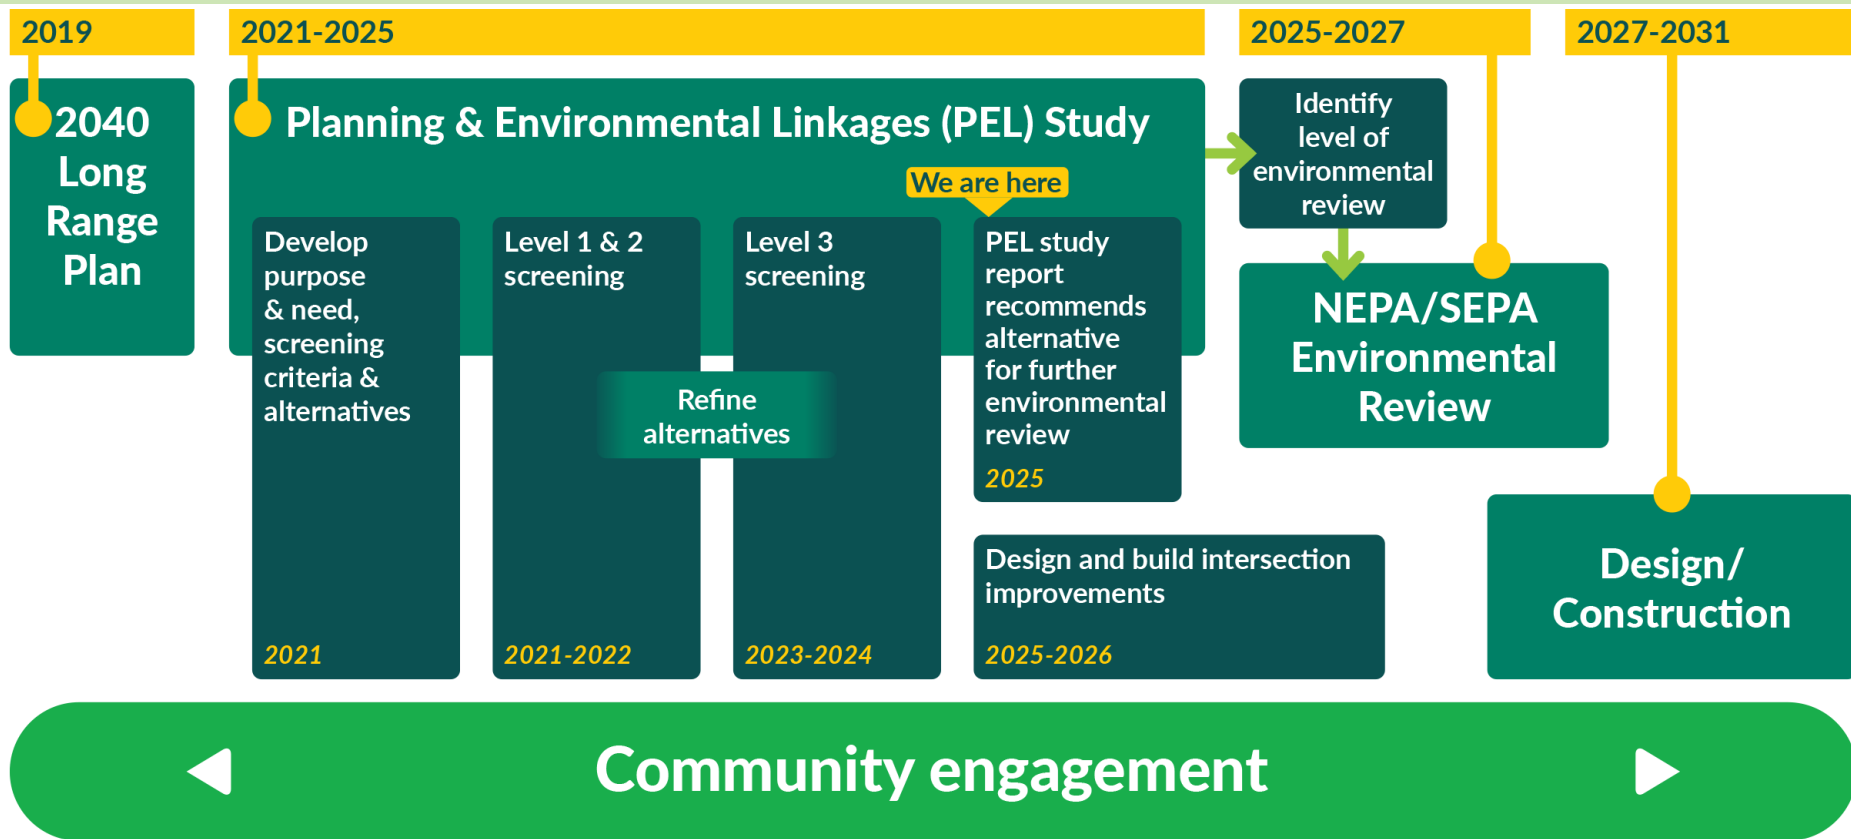 2019
2021-2025
2025-2027
2027-2031
2040
Long
Range
Plan
Planning & Environmental Linkages (PEL) Study
We are here
Develop
purpose
& need,
screening
criteria &
alternatives
2021
Level 1 & 2
screening
2021-2022
Refine
alternatives
Level 3
screening
2023-2024
PEL study
report
recommends
alternative
for further
environmental
review
2025
Design and build intersection
improvements
2025-2026
Identify
level of
environmental
review
NEPA/SEPA
Environmental
Review
Design/
Construction
Community engagement